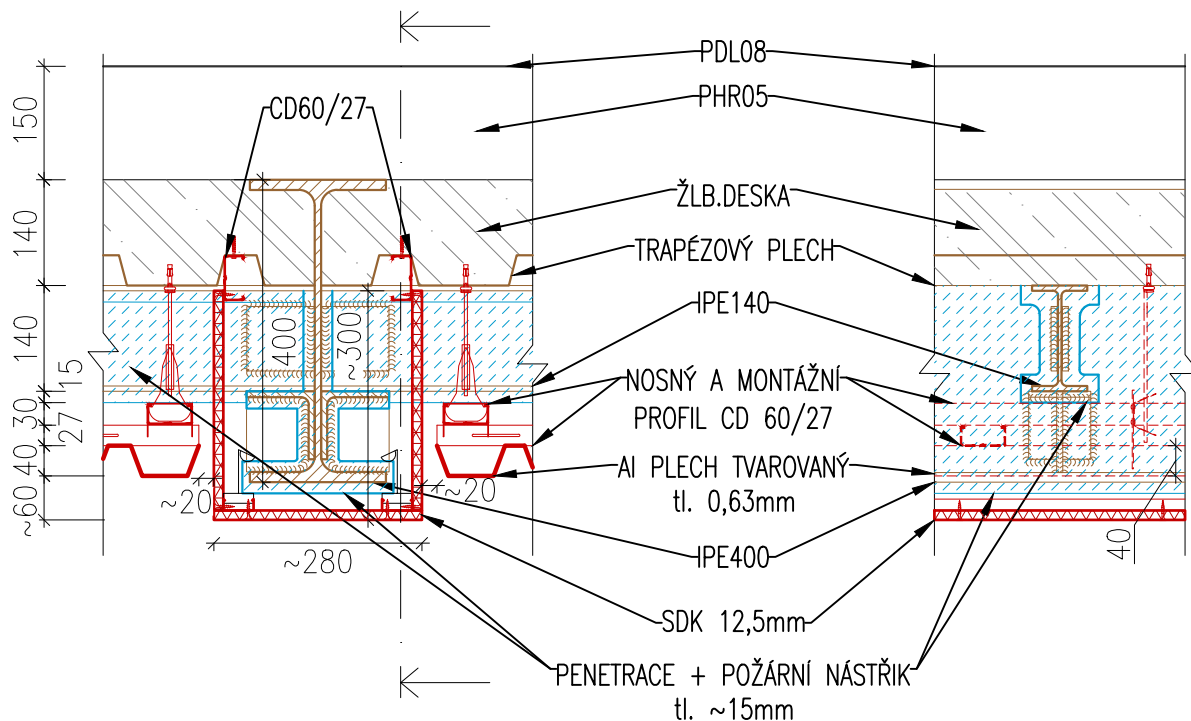 PDL08
PHR05
CD60/27
ŽLB.DESKA
TRAPÉZOVÝ PLECH
IPE140
NOSNÝ A MONTÁŽNÍ
PROFIL CD 60/27
Al PLECH TVAROVANÝ
tl. 0,63mm
IPE400
SDK 12,5mm
PENETRACE + POŽÁRNÍ NÁSTŘIK
tl. ~15mm
150
140
140
15
27
30
40
~60
400
~300
~20
~20
~280
40